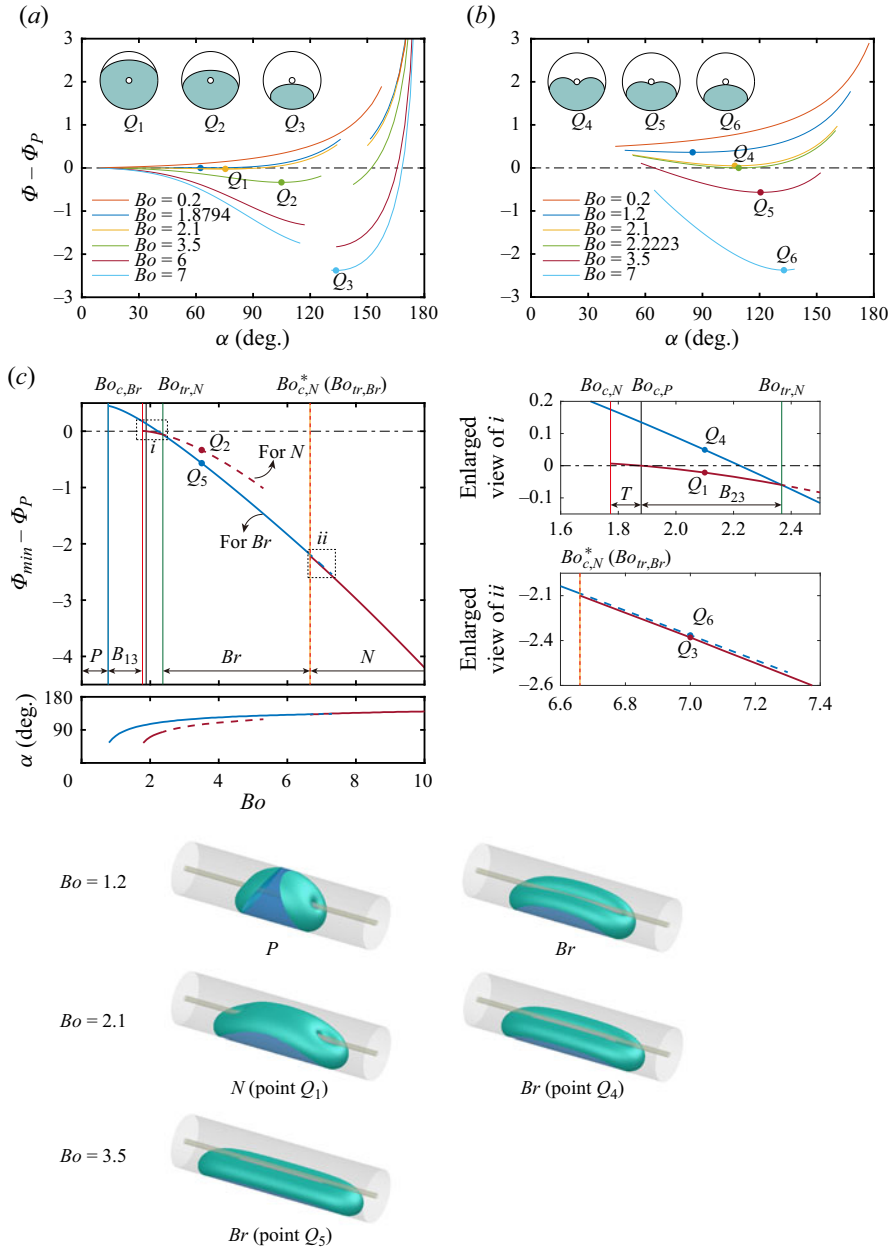 (a)
(b)
3
2
1
0
−1
−2
−3
Φ − Φ_P
Q1
Q2
Q3
Q1
Q2
Q3
Bo = 0.2
Bo = 1.8794
Bo = 2.1
Bo = 3.5
Bo = 6
Bo = 7
0 30 60 90 120 150 180
α (deg.)
3
2
1
0
−1
−2
−3
Q4
Q5
Q6
Q4
Q5
Q6
Bo = 0.2
Bo = 1.2
Bo = 2.1
Bo = 2.2223
Bo = 3.5
Bo = 7
0 30 60 90 120 150 180
α (deg.)
(c)
Bo_c,Br
Bo_tr,N
Bo*_c,N (Bo_tr,Br)
0
−1
−2
−3
−4
Φ_min − Φ_P
i
Q2
Q5
For N
For Br
ii
P
B13
Br
N
180
90
α (deg.)
0 2 4 6 8 10
Bo
Bo_c,N
Bo_c,P
Bo_tr,N
Enlarged
view of i
0.2
0.1
0
−0.1
Q4
Q1
T
B23
1.6 1.8 2.0 2.2 2.4
Bo*_c,N (Bo_tr,Br)
Enlarged
view of ii
−2.1
−2.4
−2.6
Q6
Q3
6.6 6.8 7.0 7.2 7.4
Bo = 1.2
P
Br
Bo = 2.1
N (point Q1)
Br (point Q4)
Bo = 3.5
Br (point Q5)